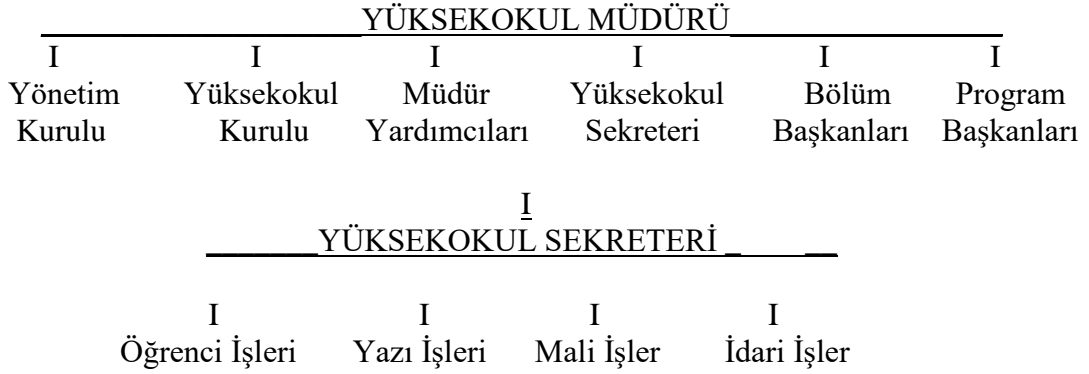 YÜKSEKOKUL MÜDÜRÜ
I I I I I I
Yönetim Yüksekokul Müdür Yüksekokul Bölüm Program
Kurulu Kurulu Yardımcıları Sekreteri Başkanları Başkanları
I
YÜKSEKOKUL SEKRETERİ
I I I I
Öğrenci İşleri Yazı İşleri Mali İşler İdari İşler